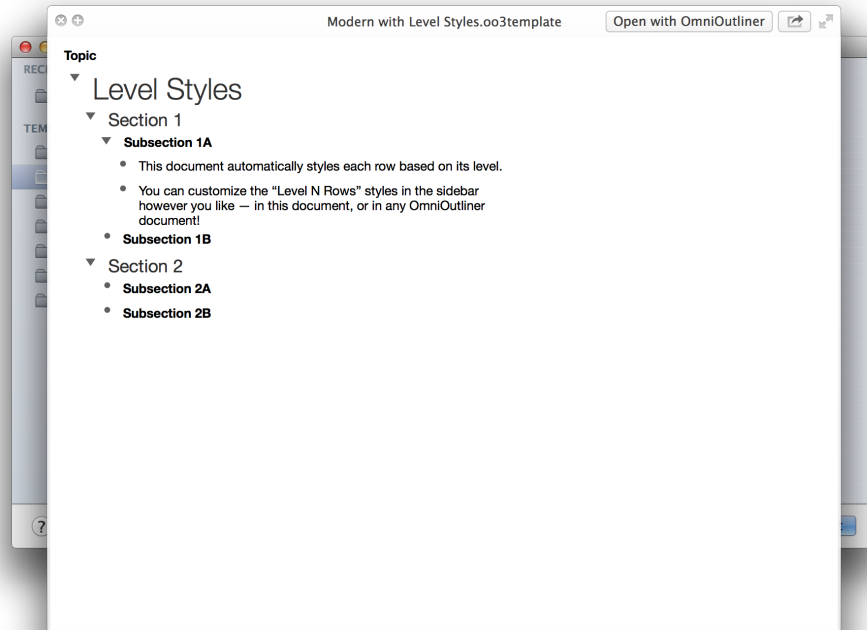 Modern with Level Styles.oo3template
Open with OmniOutliner
Topic
REC
Level Styles
Section 1
TEM
Subsection 1A
This document automatically styles each row based on its level.
You can customize the “Level N Rows” styles in the sidebar
however you like — in this document, or in any OmniOutliner
document!
Subsection 1B
Section 2
Subsection 2A
Subsection 2B
?